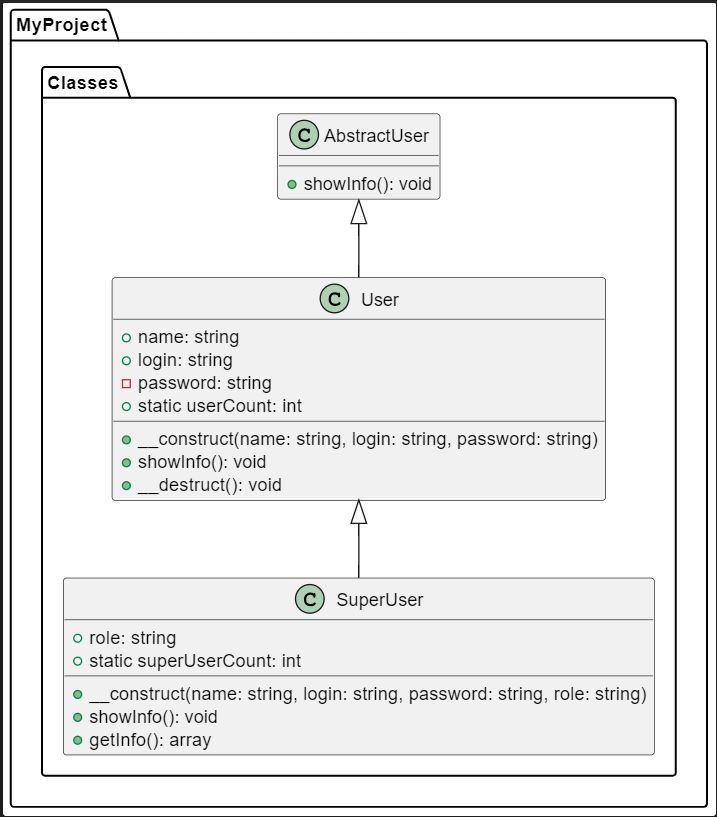 MyProject
Classes
C AbstractUser
showInfo(): void
C User
name: string
login: string
password: string
static userCount: int
__construct(name: string, login: string, password: string)
showInfo(): void
__destruct(): void
C SuperUser
role: string
static superUserCount: int
__construct(name: string, login: string, password: string, role: string)
showInfo(): void
getInfo(): array